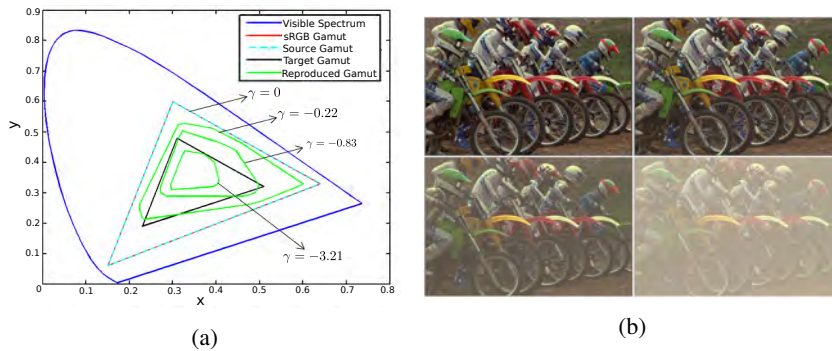 0.9
0.8
0.7
0.6
0.5
0.4
0.3
0.2
0.1
0
y
Visible Spectrum
sRGB Gamut
Source Gamut
Target Gamut
Reproduced Gamut
γ = 0
γ = −0.22
γ = −0.83
γ = −3.21
0 0.1 0.2 0.3 0.4 0.5 0.6 0.7 0.8
x
(a)
(b)